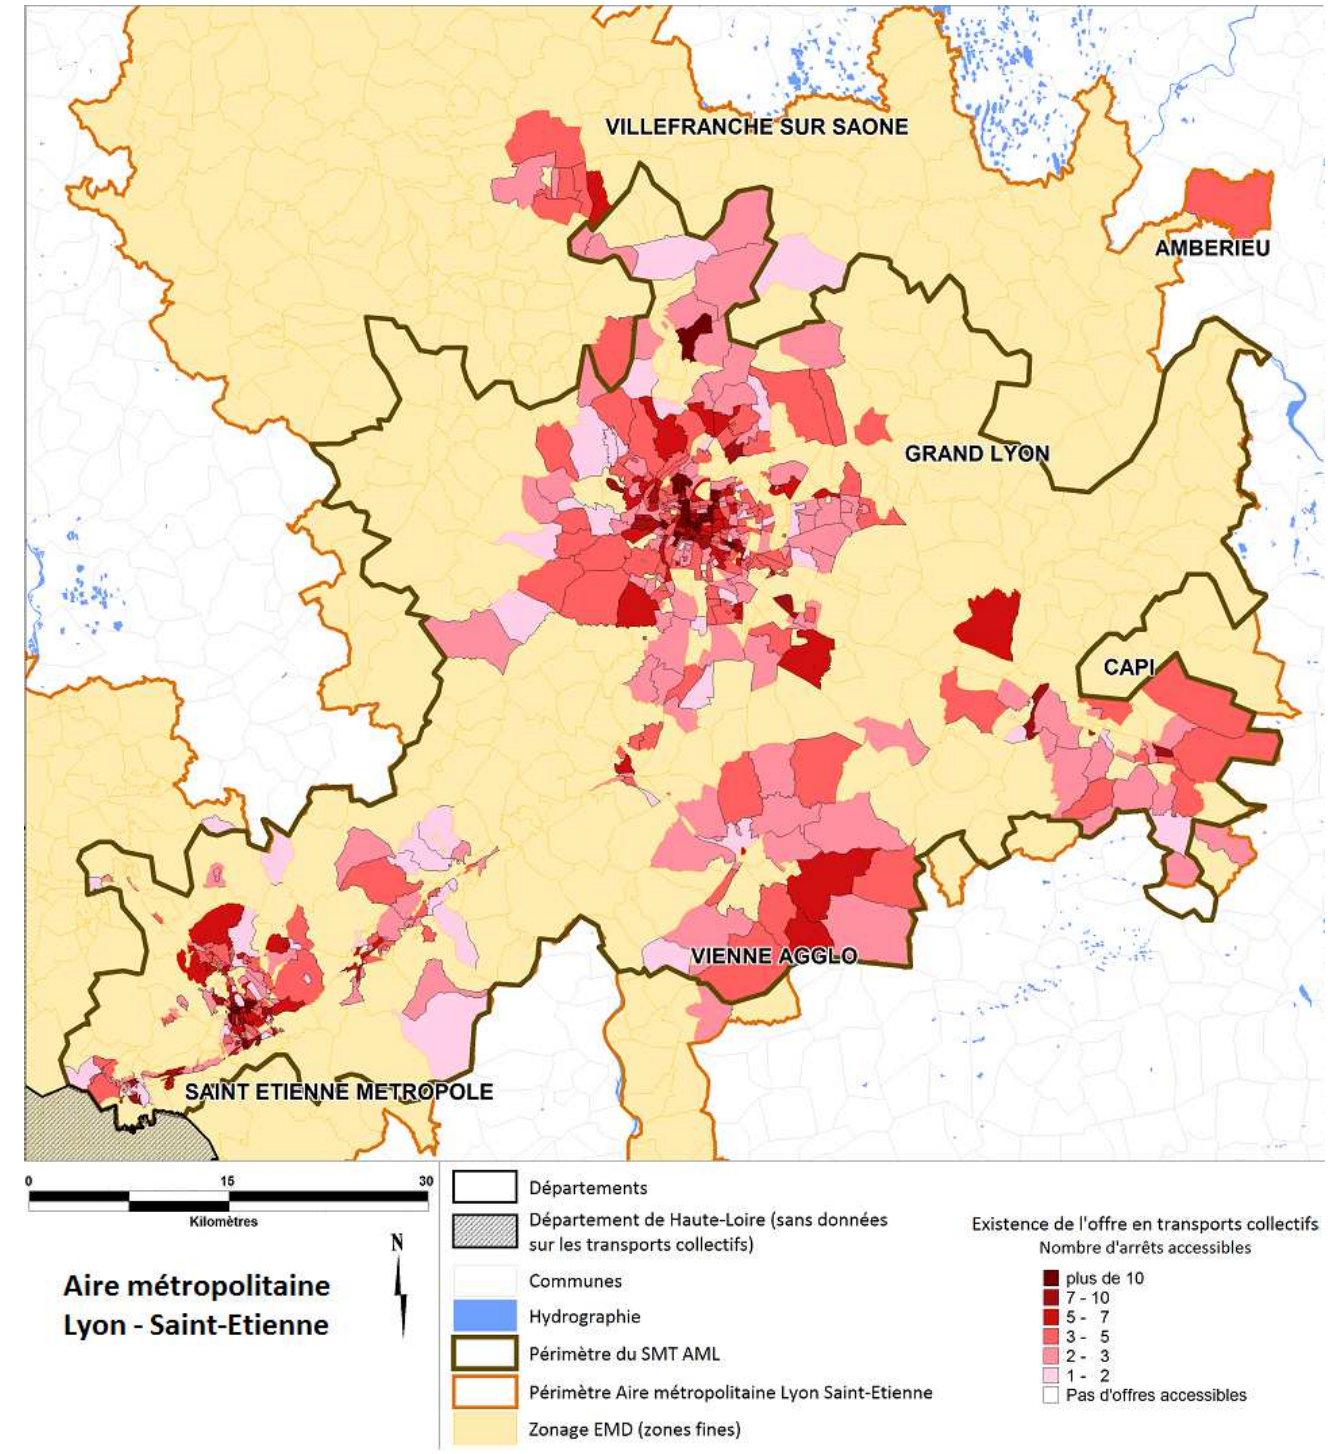 VILLEFRANCHE SUR SAONE
AMBERIEU
GRAND LYON
CAPI
VIENNE AGGLO
SAINT ETIENNE METROPOLE
0 15 30
Kilomètres
N
Aire métropolitaine
Lyon - Saint-Etienne
Départements
Département de Haute-Loire (sans données
sur les transports collectifs)
Communes
Hydrographie
Périmètre du SMT AML
Périmètre Aire métropolitaine Lyon Saint-Etienne
Zonage EMD (zones fines)
Existence de l'offre en transports collectifs
Nombre d'arrêts accessibles
plus de 10
7 - 10
5 - 7
3 - 5
2 - 3
1 - 2
Pas d'offres accessibles